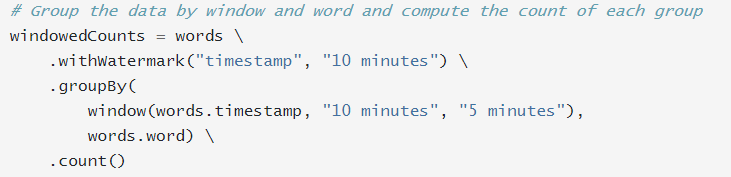 # Group the data by window and word and compute the count of each group
windowedCounts = words \
    .withWatermark("timestamp", "10 minutes") \
    .groupBy(
        window(words.timestamp, "10 minutes", "5 minutes"),
        words.word) \
    .count()